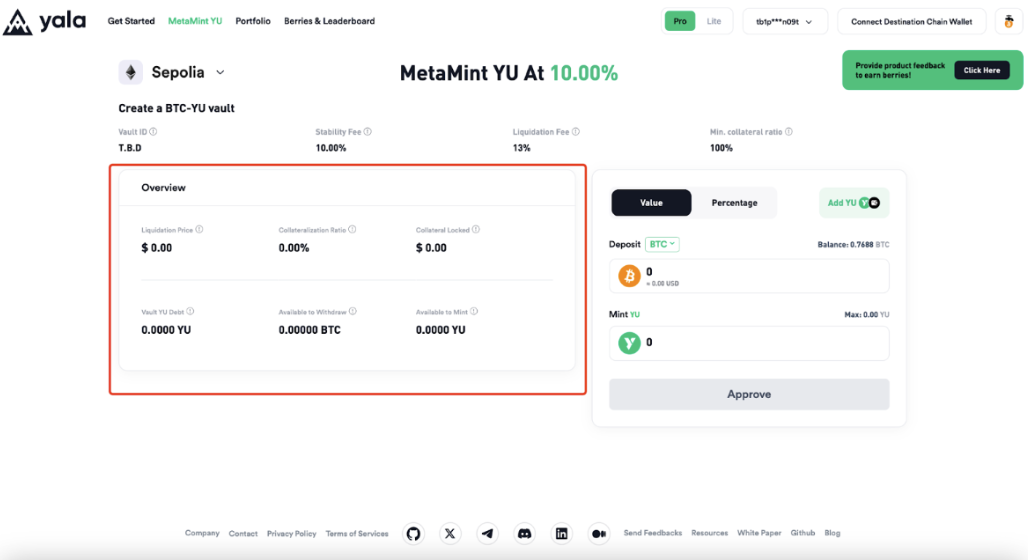 yala Get Started MetaMint YU Portfolio Berries & Leaderboard Pro Lite tb1p***n09t Connect Destination Chain Wallet
Sepolia MetaMint YU At 10.00%
Provide product feedback
to earn berries!
Click Here
Create a BTC-YU vault
Vault ID Stability Fee Liquidation Fee Min. collateral ratio
T.B.D 10.00% 13% 100%
Overview
Liquidation Price Collateralization Ratio Collateral Locked
$ 0.00 0.00% $ 0.00
Vault YU Debt Available to Withdraw Available to Mint
0.0000 YU 0.00000 BTC 0.0000 YU
Value Percentage Add YU
Deposit BTC Balance: 0.7688 BTC
0
≈ 0.00 USD
Mint YU Max: 0.00 YU
0
Approve
Company Contact Privacy Policy Terms of Services Send Feedbacks Resources White Paper Github Blog